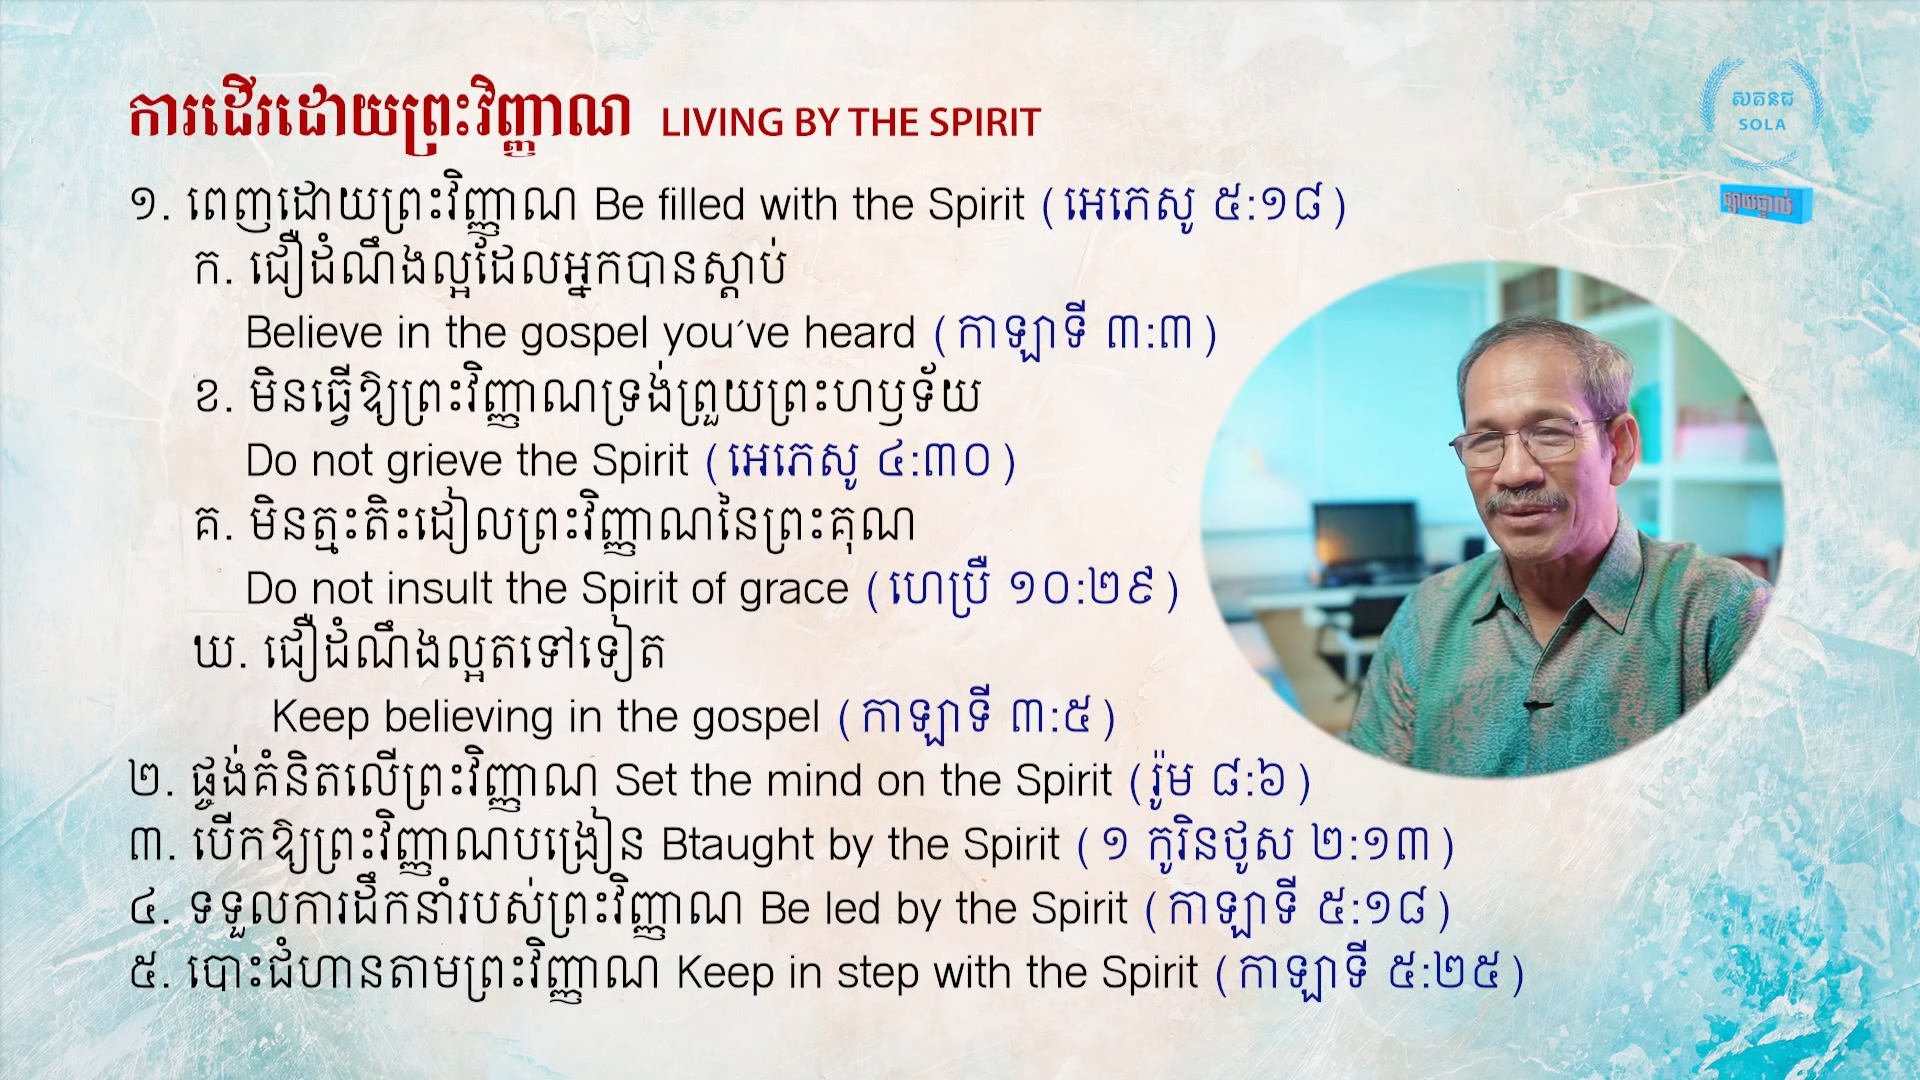 ការដើរដោយព្រះវិញ្ញាណ LIVING BY THE SPIRIT
១. ពេញដោយព្រះវិញ្ញាណ Be filled with the Spirit (អេភេសូ ៥:១៨)
ក. ជឿដំណឹងល្អដែលអ្នកបានស្តាប់
Believe in the gospel you´ve heard (កាឡាទី ៣:៣)
ខ. មិនធ្វើឱ្យព្រះវិញ្ញាណទ្រង់ព្រួយព្រះហឫទ័យ
Do not grieve the Spirit (អេភេសូ ៤:៣០)
គ. មិនត្មះតិះដៀលព្រះវិញ្ញាណនៃព្រះគុណ
Do not insult the Spirit of grace (ហេប្រឺ ១០:២៩)
ឃ. ជឿដំណឹងល្អតទៅទៀត
Keep believing in the gospel (កាឡាទី ៣:៥)
២. ផ្ចង់គំនិតលើព្រះវិញ្ញាណ Set the mind on the Spirit (រ៉ូម ៨:៦)
៣. បើកឱ្យព្រះវិញ្ញាណបង្រៀន Btaught by the Spirit (១ កូរិនថូស ២:១៣)
៤. ទទួលការដឹកនាំរបស់ព្រះវិញ្ញាណ Be led by the Spirit (កាឡាទី ៥:១៨)
៥. បោះជំហានតាមព្រះវិញ្ញាណ Keep in step with the Spirit (កាឡាទី ៥:២៥)
សគនជ
SOLA
ផ្សាយផ្ទាល់